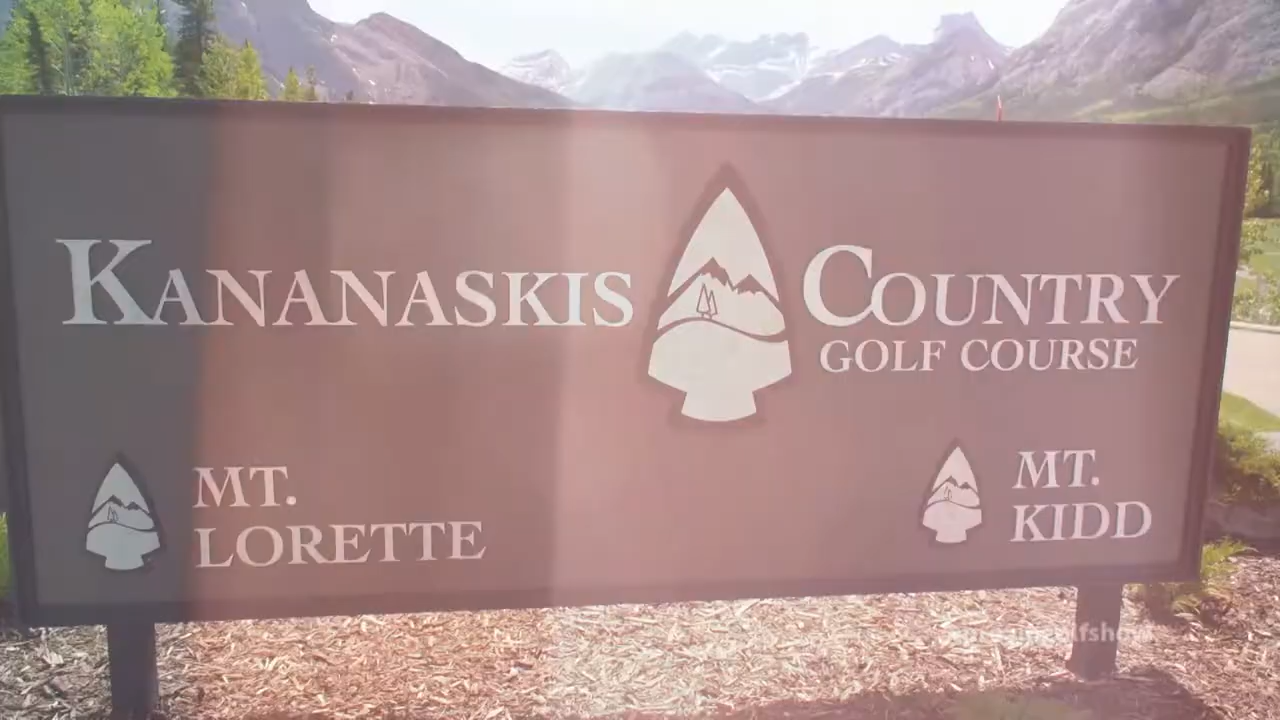 KANANASKIS COUNTRY
GOLF COURSE
MT.
LORETTE
MT.
KIDD